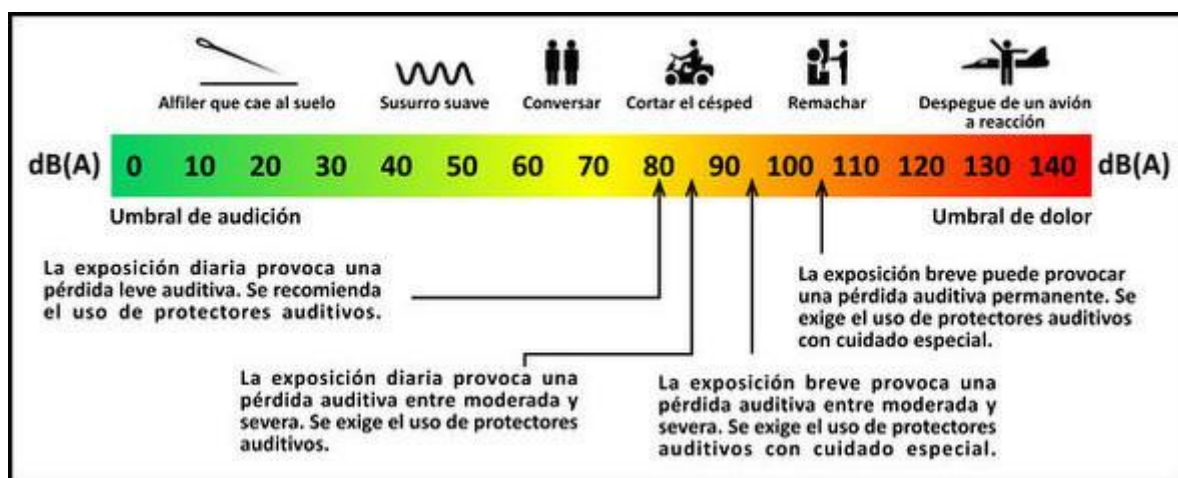 Alfiler que cae al suelo
Susurro suave
Conversar
Cortar el césped
Remachar
Despegue de un avión
a reacción
dB(A) 0 10 20 30 40 50 60 70 80 90 100 110 120 130 140 dB(A)
Umbral de audición
Umbral de dolor
La exposición diaria provoca una
pérdida leve auditiva. Se recomienda
el uso de protectores auditivos.
La exposición breve puede provocar
una pérdida auditiva permanente. Se
exige el uso de protectores auditivos
con cuidado especial.
La exposición diaria provoca una
pérdida auditiva entre moderada y
severa. Se exige el uso de protectores
auditivos.
La exposición breve provoca una
pérdida auditiva entre moderada y
severa. Se exige el uso de protectores
auditivos con cuidado especial.